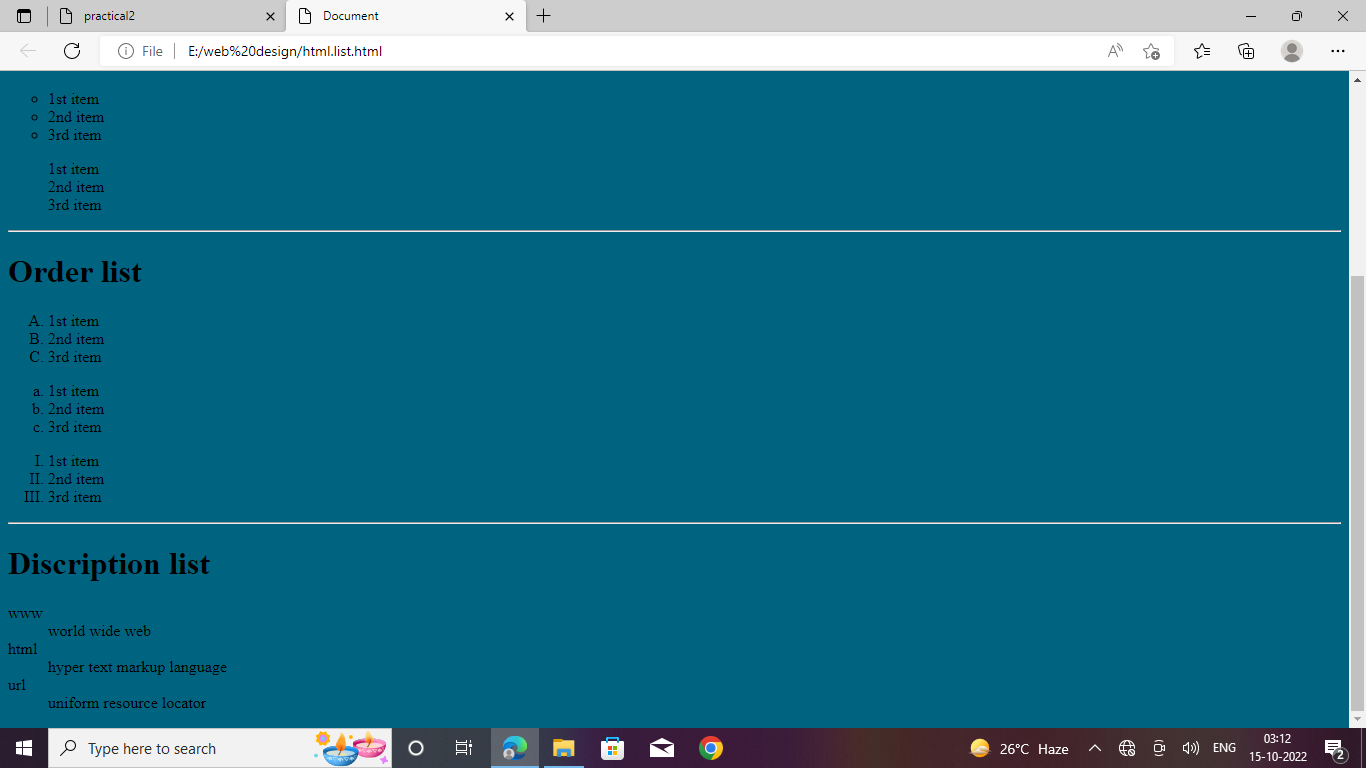 practical2
Document
File
E:/web%20design/html.list.html
1st item
2nd item
3rd item
1st item
2nd item
3rd item
Order list
A. 1st item
B. 2nd item
C. 3rd item
a. 1st item
b. 2nd item
c. 3rd item
I. 1st item
II. 2nd item
III. 3rd item
Discription list
www
world wide web
html
hyper text markup language
url
uniform resource locator
Type here to search
26°C Haze
ENG
03:12
15-10-2022
2